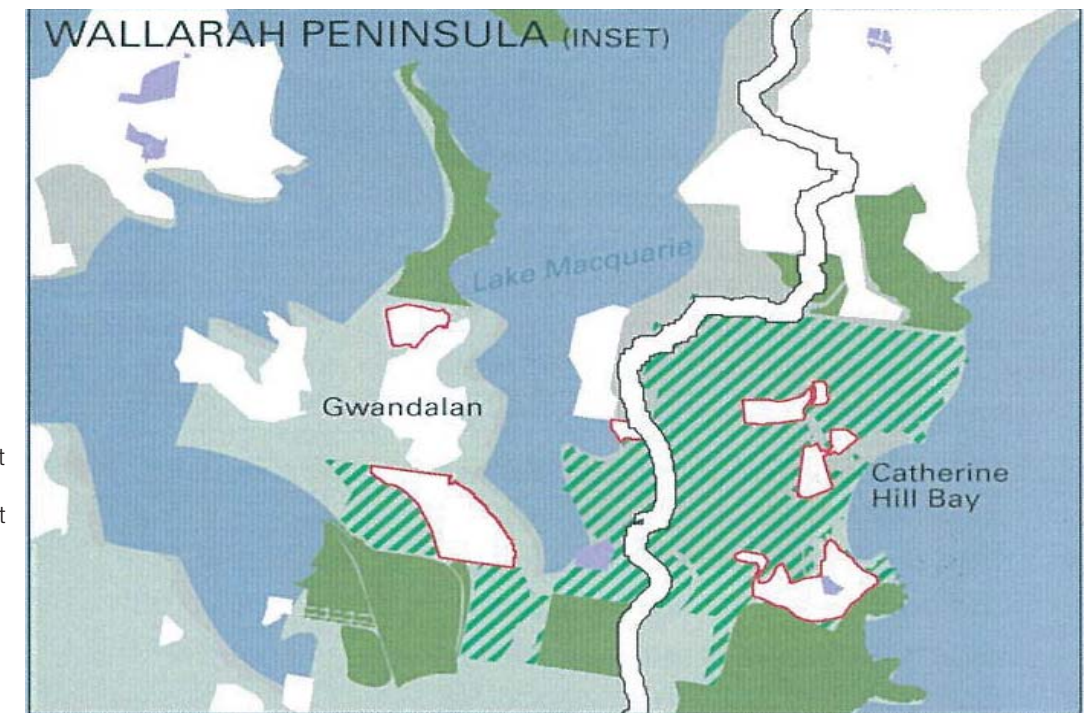 WALLARAH PENINSULA (INSET)
Lake Macquarie
Gwandalan
Catherine
Hill Bay
t
t